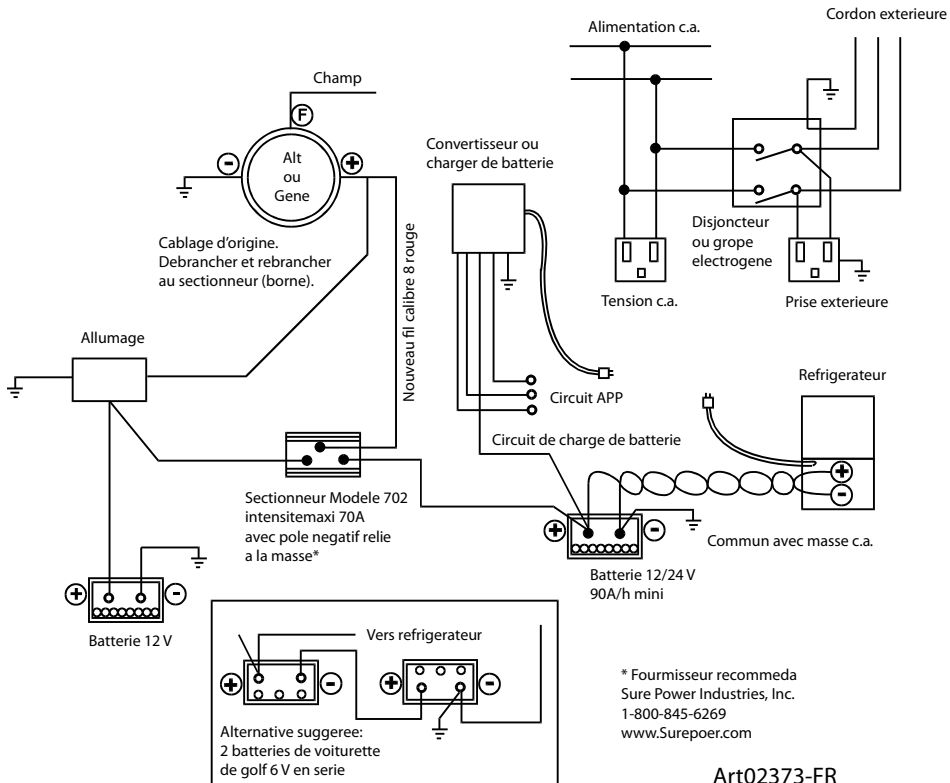 Cordon exterieure
Alimentation c.a.
Champ
F
Convertisseur ou
charger de batterie
-
Alt
ou
Gene
+
Disjoncteur
ou grope
electrogene
Cablage d'origine.
Debrancher et rebrancher
au sectionneur (borne).
Nouveau fil calibre 8 rouge
Tension c.a.
Prise exterieure
Allumage
Refrigerateur
Circuit APP
Circuit de charge de batterie
+
-
Sectionneur Modele 702
intensitemaxi 70A
avec pole negatif relie
a la masse*
+
-
Commun avec masse c.a.
Batterie 12/24 V
90A/h mini
+
-
Batterie 12 V
Vers refrigerateur
+
-
+
-
Alternative suggeree:
2 batteries de voiturette
de golf 6 V en serie
* Fournisseur recommeda
Sure Power Industries, Inc.
1-800-845-6269
www.Surepoer.com
Art02373-FR